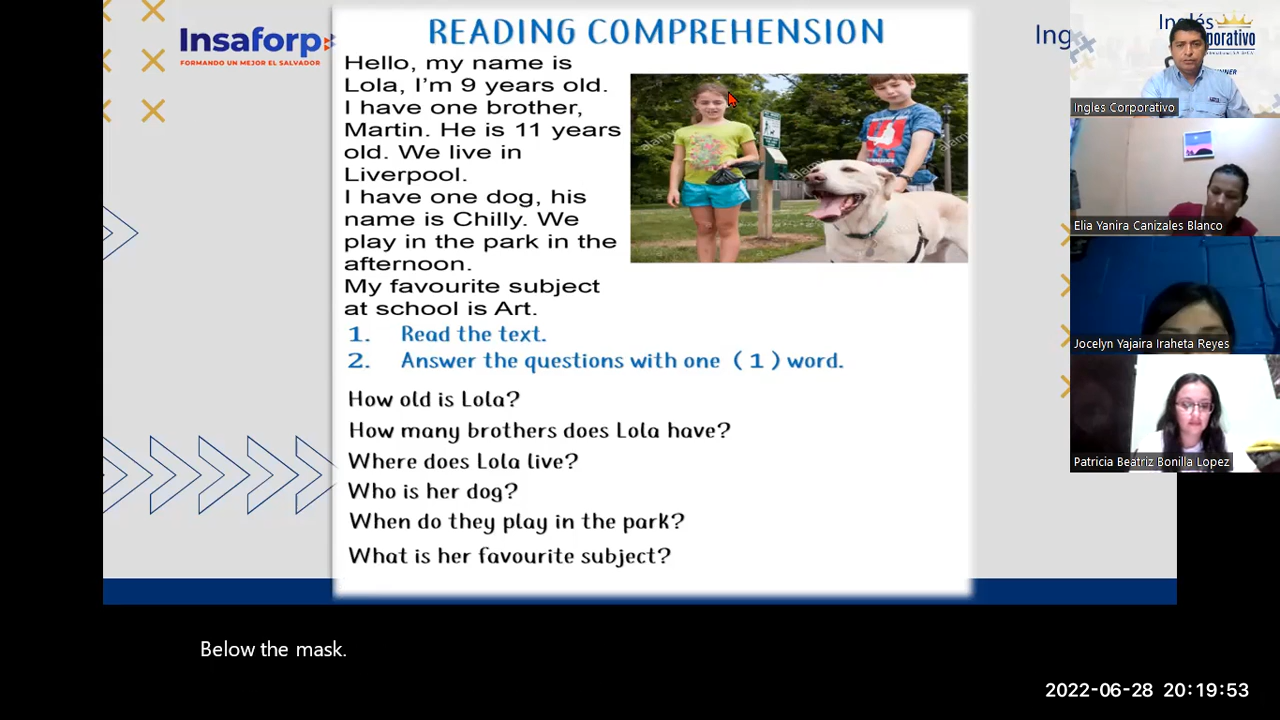 READING COMPREHENSION
Insaforp
FORMANDO UN MEJOR EL SALVADOR
Hello, my name is
Lola, I'm 9 years old.
I have one brother,
Martin. He is 11 years
old. We live in
Liverpool.
I have one dog, his
name is Chilly. We
play in the park in the
afternoon.
My favourite subject
at school is Art.
alamy
alamy
1. Read the text.
2. Answer the questions with one (1) word.
How old is Lola?
How many brothers does Lola have?
Where does Lola live?
Who is her dog?
When do they play in the park?
What is her favourite subject?
Ing
Inglés
Ingles Corporativo
Elia Yanira Canizales Blanco
Jocelyn Yajaira Iraheta Reyes
Patricia Beatriz Bonilla Lopez
Below the mask.
2022-06-28 20:19:53